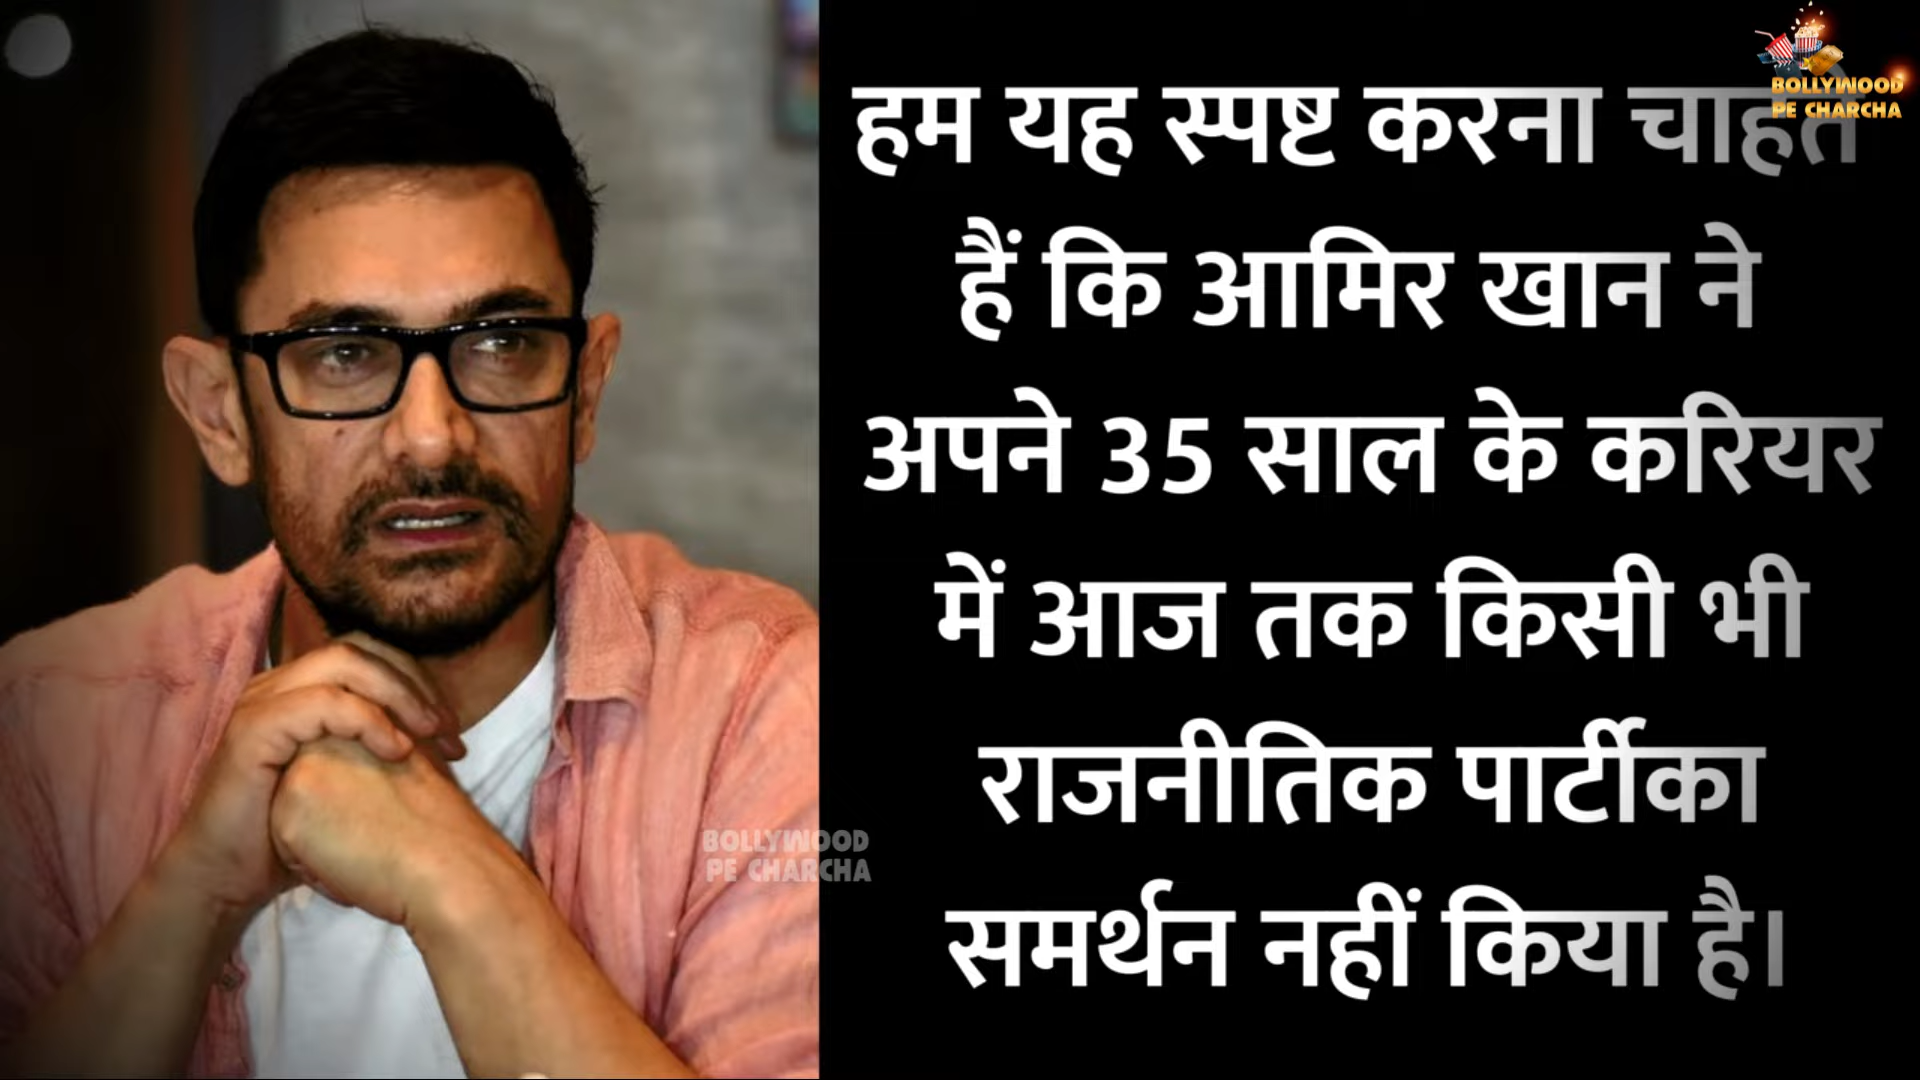 हम यह स्पष्ट करना चाहते
हैं कि आमिर खान ने
अपने 35 साल के करियर
में आज तक किसी भी
राजनीतिक पार्टीका
समर्थन नहीं किया है।
BOLLYWOOD
PE CHARCHA
BOLLYWOOD
PE CHARCHA